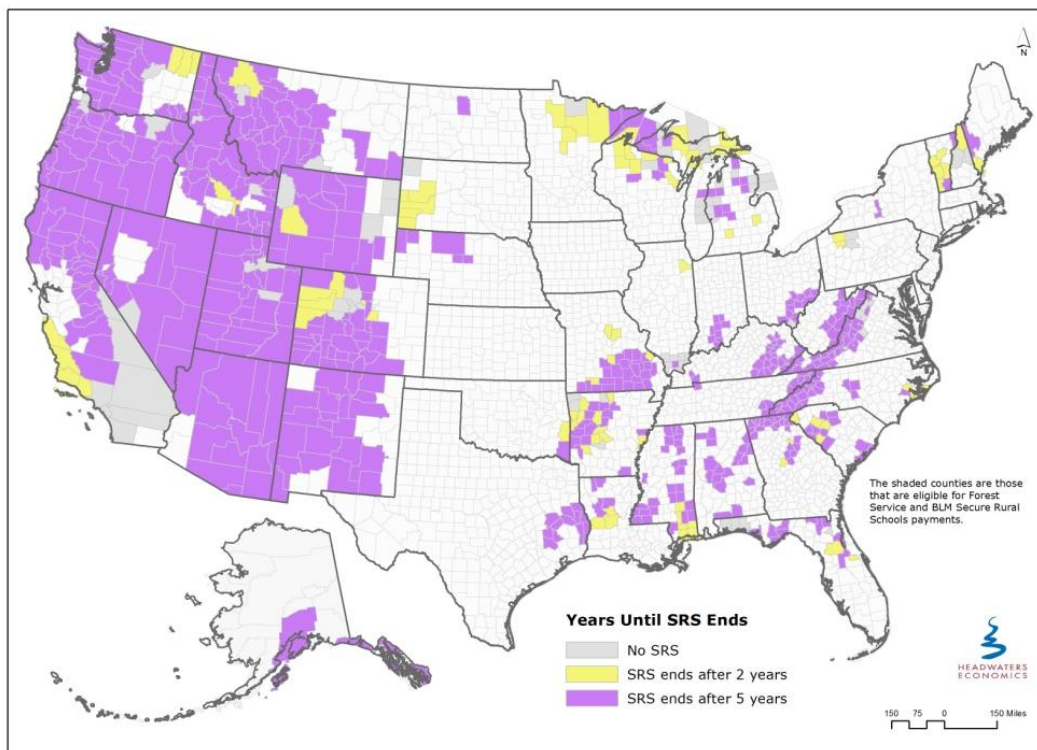 N
The shaded counties are those
that are eligible for Forest
Service and BLM Secure Rural
Schools payments.
Years Until SRS Ends
No SRS
SRS ends after 2 years
SRS ends after 5 years
HEADWATERS
ECONOMICS
150 75 0 150 Miles